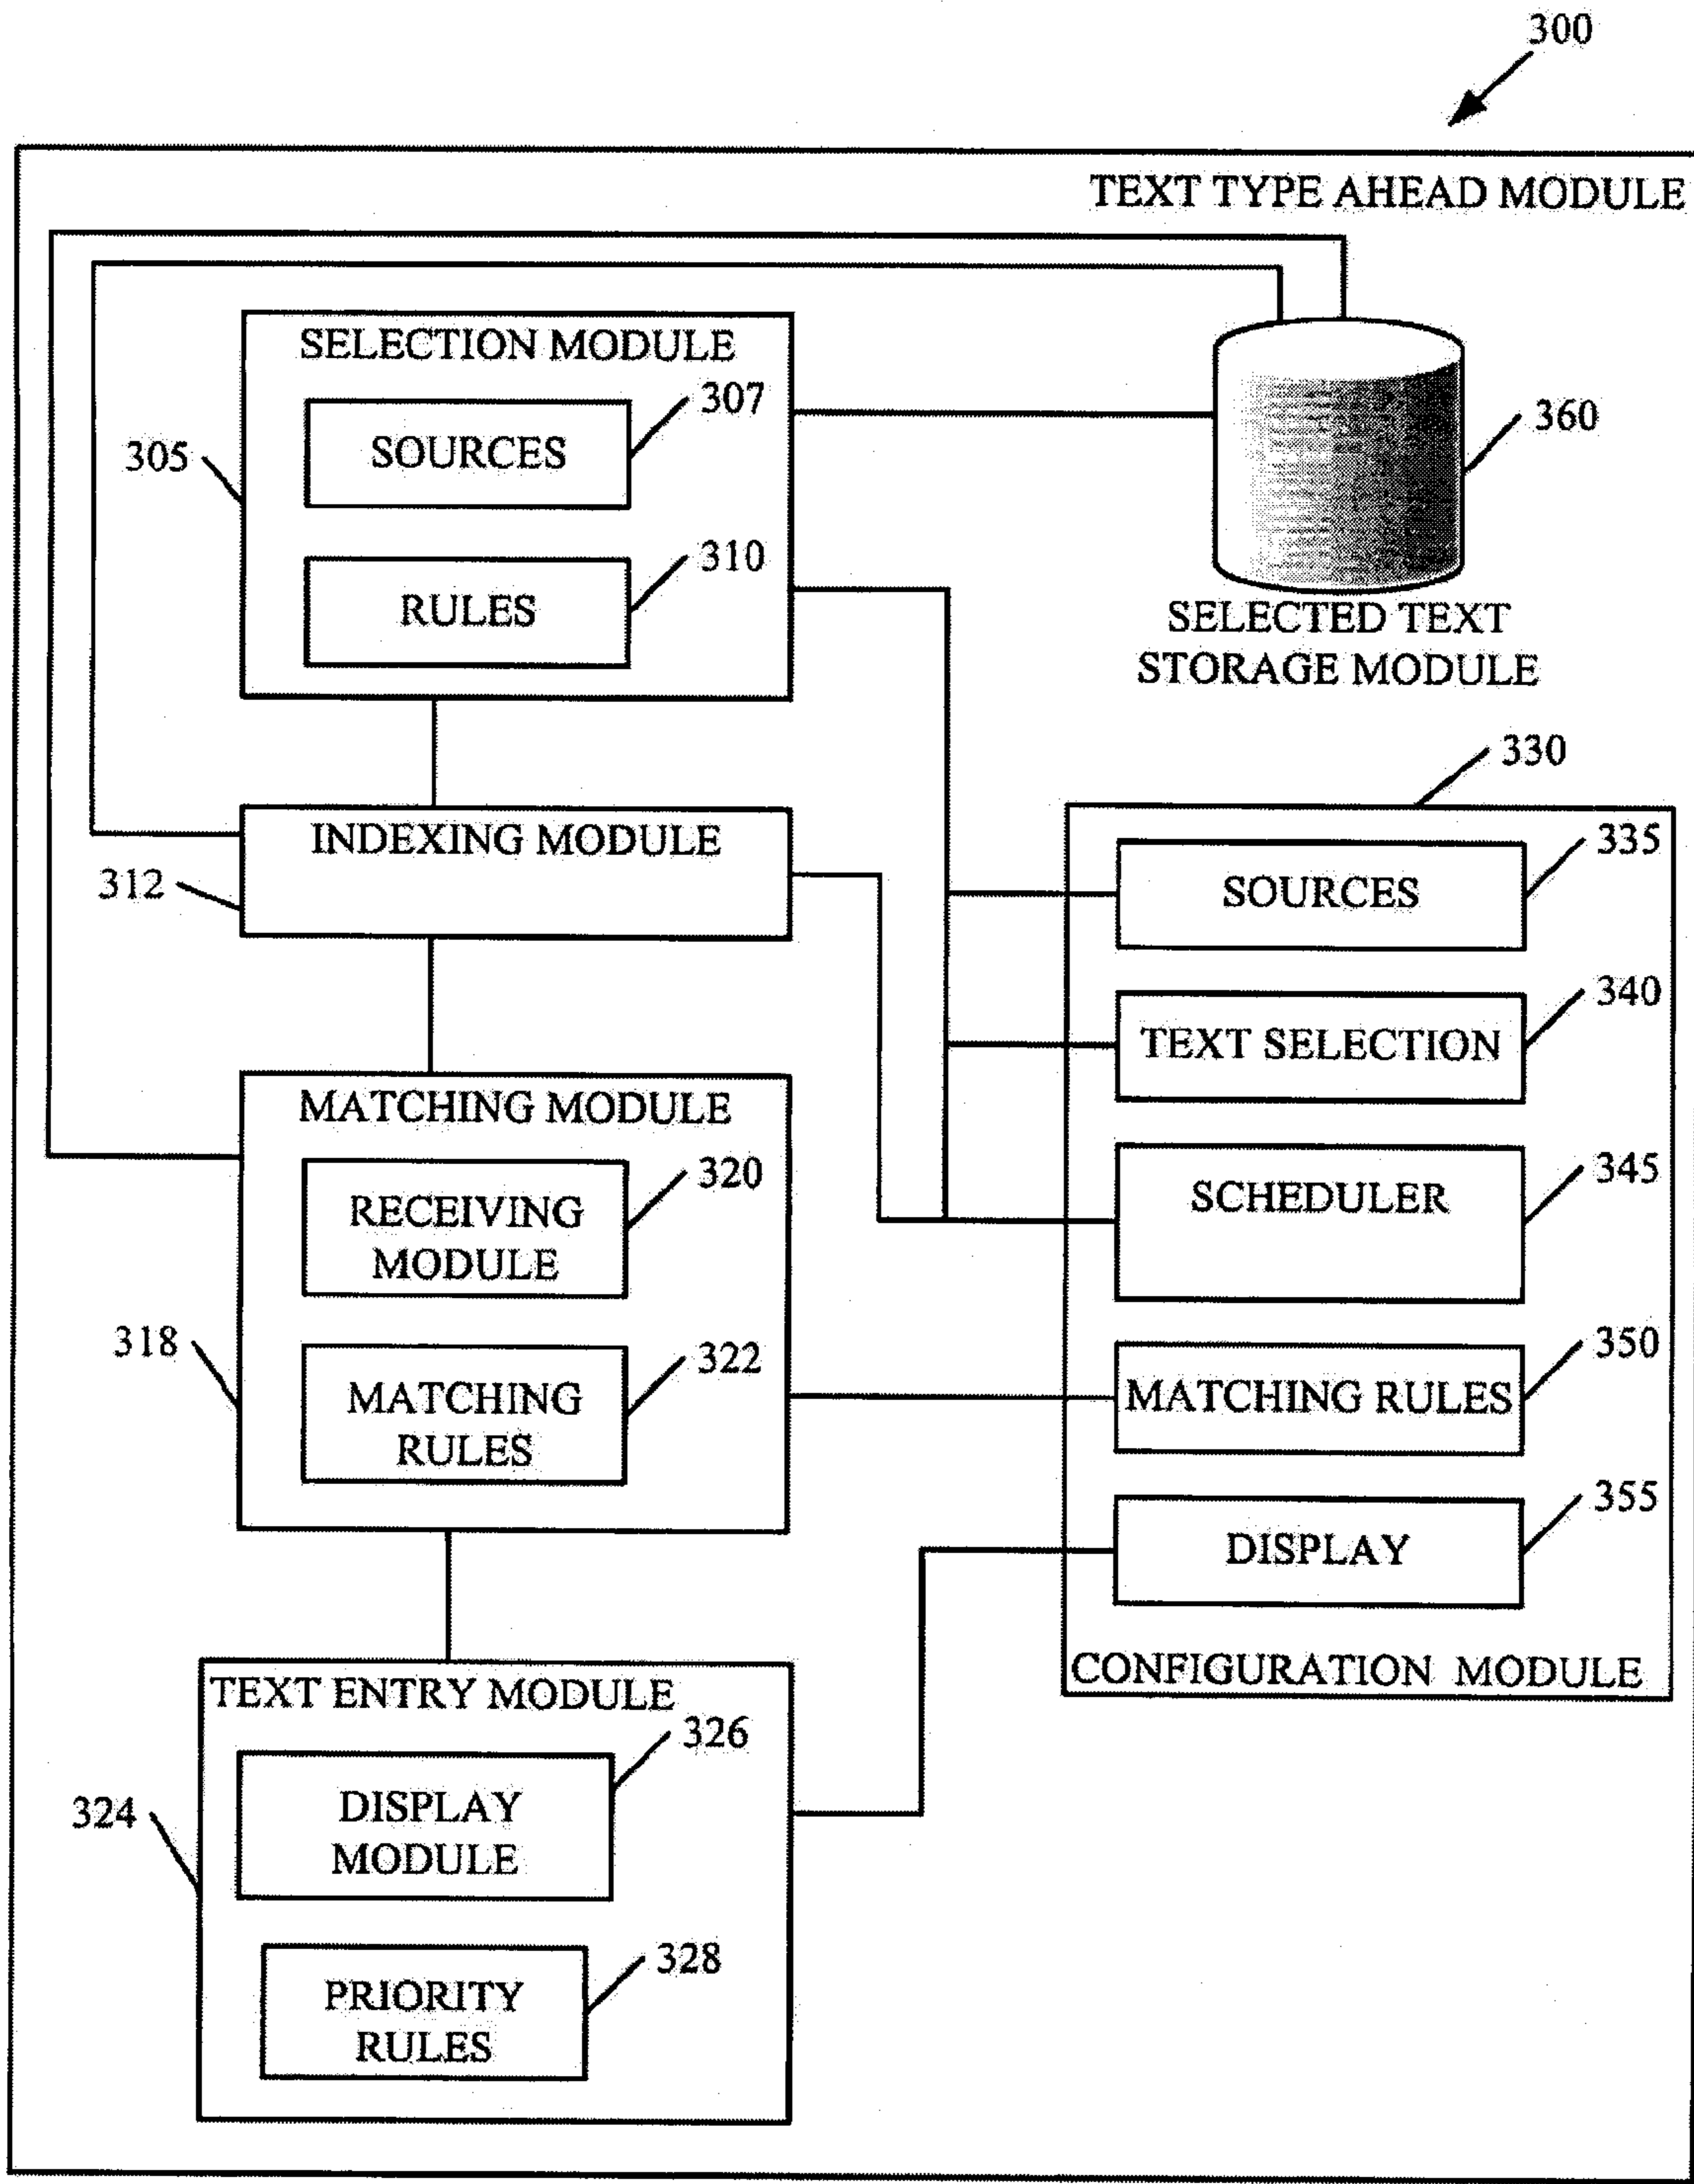 300
TEXT TYPE AHEAD MODULE
SELECTION MODULE
307
SOURCES
305
310
RULES
360
SELECTED TEXT
STORAGE MODULE
INDEXING MODULE
312
330
335
SOURCES
340
TEXT SELECTION
345
SCHEDULER
350
MATCHING RULES
355
DISPLAY
CONFIGURATION MODULE
MATCHING MODULE
320
RECEIVING
MODULE
318
322
MATCHING
RULES
TEXT ENTRY MODULE
326
DISPLAY
MODULE
324
328
PRIORITY
RULES